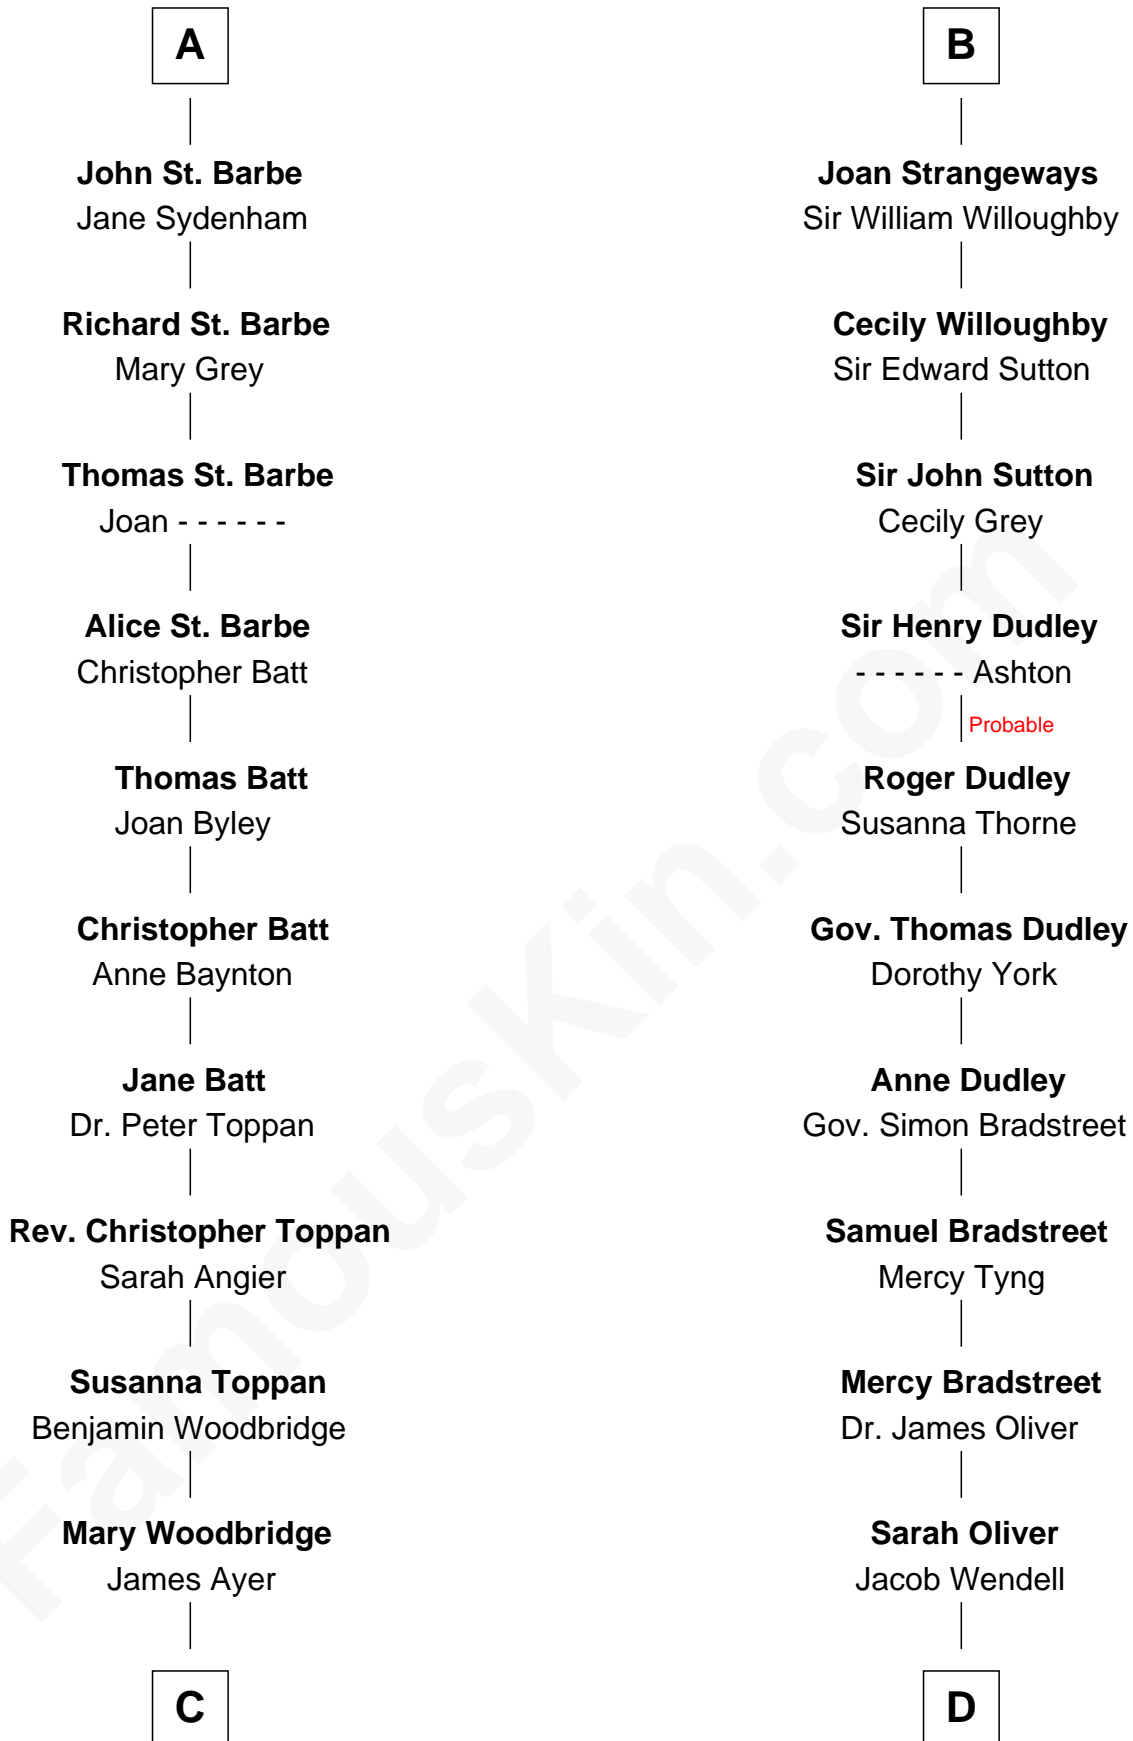 A
John St. Barbe
Jane Sydenham
Richard St. Barbe
Mary Grey
Thomas St. Barbe
Joan - - - - - -
Alice St. Barbe
Christopher Batt
Thomas Batt
Joan Byley
Christopher Batt
Anne Baynton
Jane Batt
Dr. Peter Toppan
Rev. Christopher Toppan
Sarah Angier
Susanna Toppan
Benjamin Woodbridge
Mary Woodbridge
James Ayer
C
B
Joan Strangeways
Sir William Willoughby
Cecily Willoughby
Sir Edward Sutton
Sir John Sutton
Cecily Grey
Sir Henry Dudley
- - - - - - Ashton
Probable
Roger Dudley
Susanna Thorne
Gov. Thomas Dudley
Dorothy York
Anne Dudley
Gov. Simon Bradstreet
Samuel Bradstreet
Mercy Tyng
Mercy Bradstreet
Dr. James Oliver
Sarah Oliver
Jacob Wendell
D
FamousKin.com